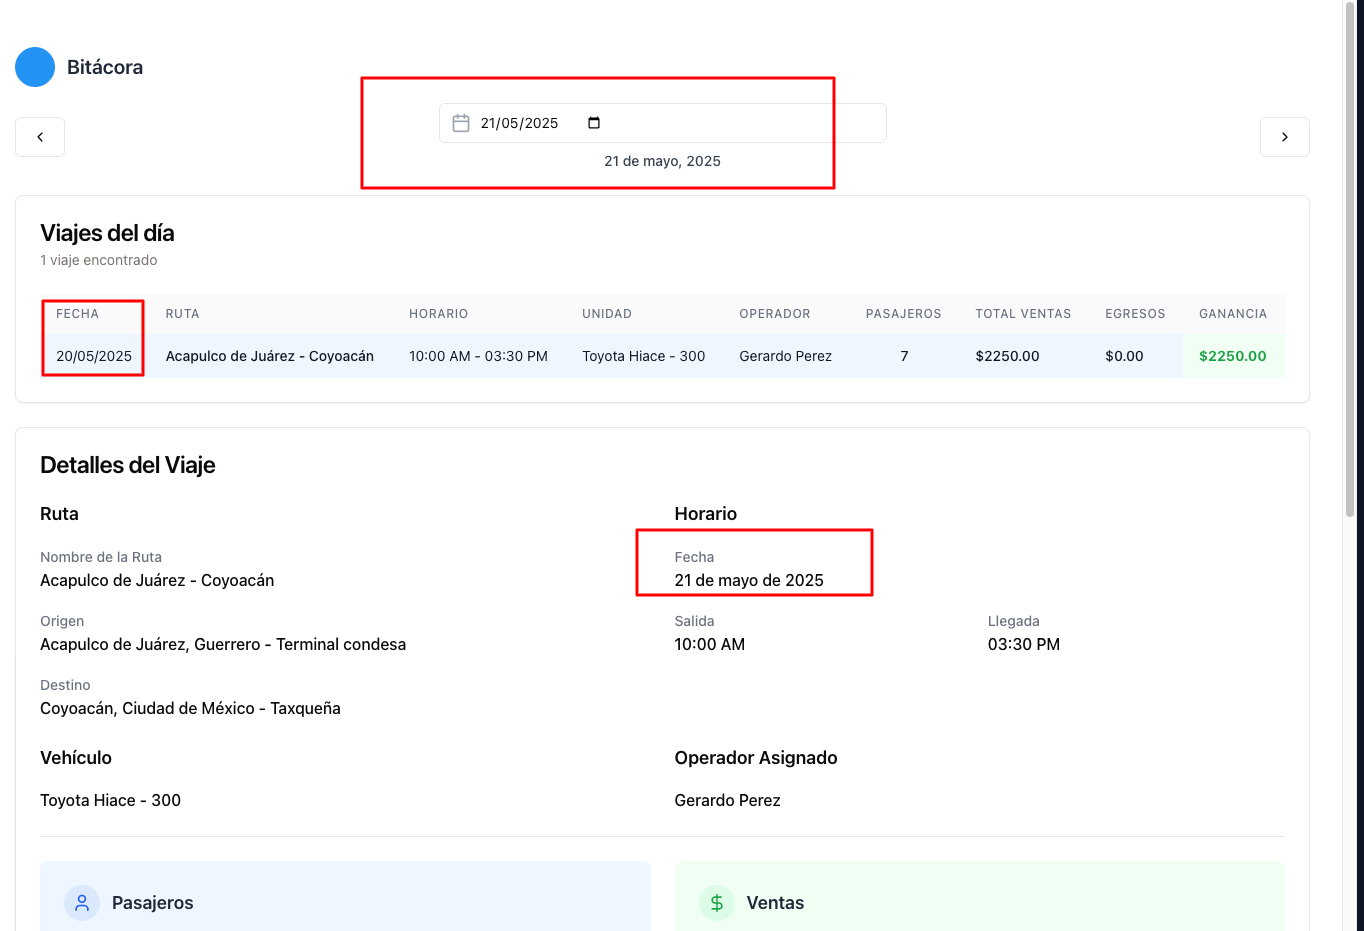 Bitácora
21/05/2025
21 de mayo, 2025
Viajes del día
1 viaje encontrado
FECHA RUTA HORARIO UNIDAD OPERADOR PASAJEROS TOTAL VENTAS EGRESOS GANANCIA
20/05/2025 Acapulco de Juárez - Coyoacán 10:00 AM - 03:30 PM Toyota Hiace - 300 Gerardo Perez 7 $2250.00 $0.00 $2250.00
Detalles del Viaje
Ruta Horario
Nombre de la Ruta Fecha
Acapulco de Juárez - Coyoacán 21 de mayo de 2025
Origen Salida Llegada
Acapulco de Juárez, Guerrero - Terminal condesa 10:00 AM 03:30 PM
Destino
Coyoacán, Ciudad de México - Taxqueña
Vehículo Operador Asignado
Toyota Hiace - 300 Gerardo Perez
Pasajeros $ Ventas